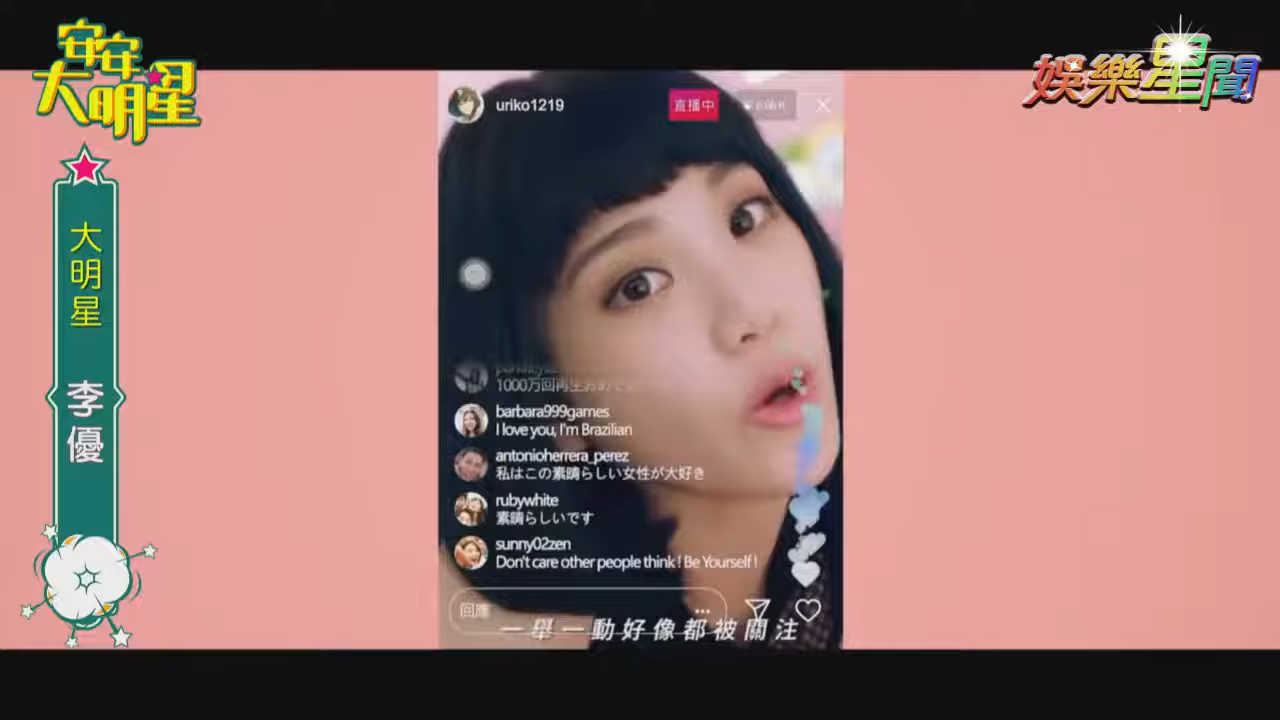 安安
大明星
娛樂星聞
大明星
李優
uriko1219
直播中
1000万回再生おめでと
barbara999games
I love you, I'm Brazilian
antonioherrera_perez
私はこの素晴らしい女性が大好き
rubywhite
素晴らしいです
sunny02zen
Don't care other people think ! Be Yourself !
回應
一舉一動好像都被關注